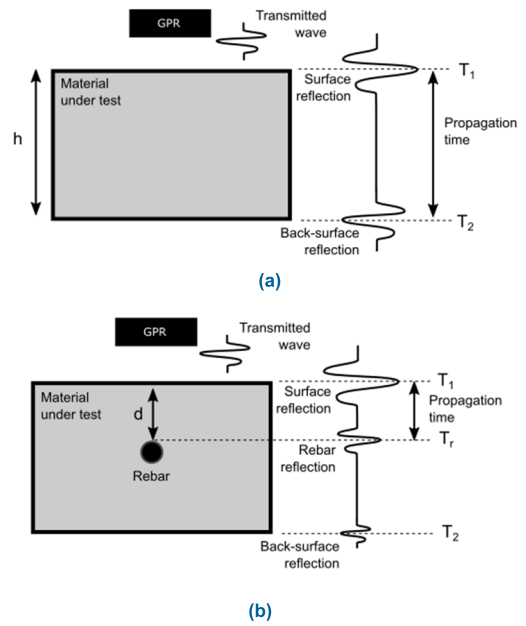 GPR
Transmitted
wave
Material
under test
Surface
reflection
T1
h
Propagation
time
Back-surface
reflection
T2
(a)
GPR
Transmitted
wave
Material
under test
d
Surface
reflection
T1
Propagation
time
Rebar
Rebar
reflection
Tr
Back-surface
reflection
T2
(b)